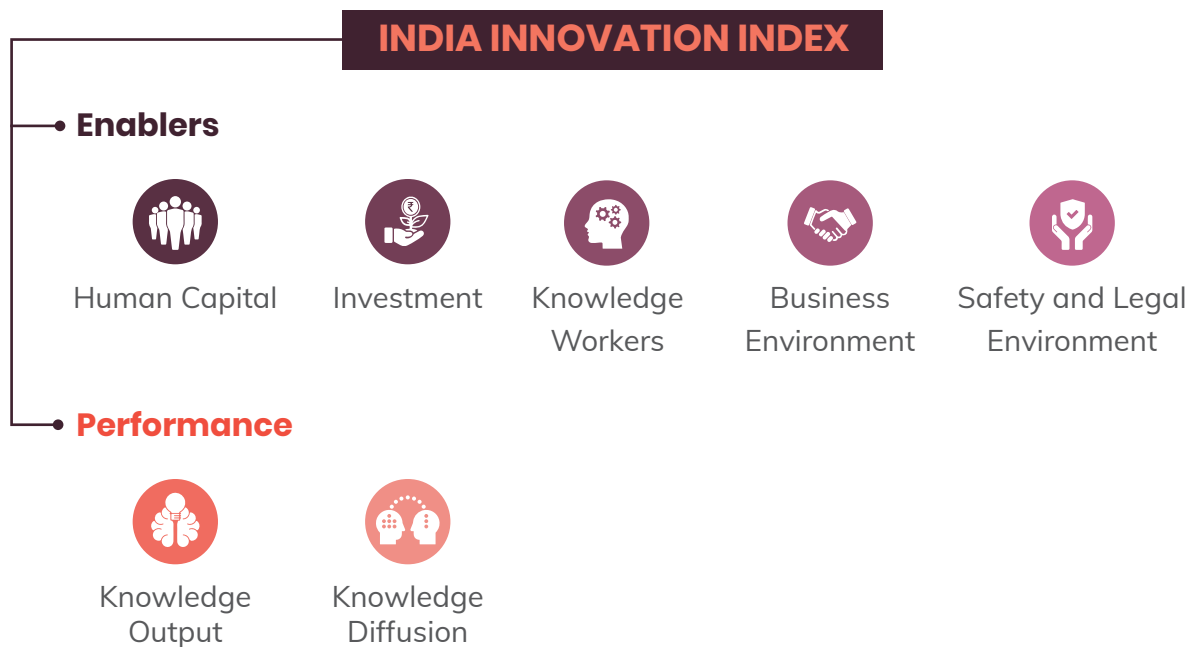 INDIA INNOVATION INDEX
Enablers
₹
Human Capital
Investment
Knowledge
Workers
Business
Environment
Safety and Legal
Environment
Performance
Knowledge
Output
Knowledge
Diffusion